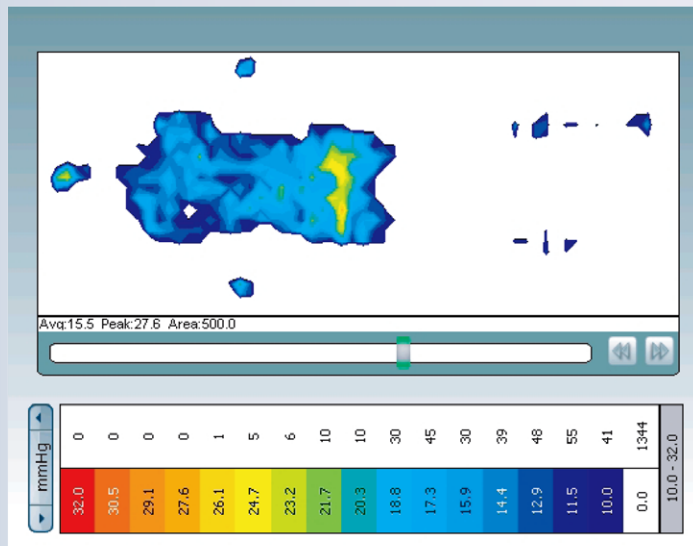 Avg:15.5 Peak:27.6 Area:500.0
mmHg
0 0 0 0 1 5 6 10 10 30 45 30 39 48 55 41 1344
32.0 30.5 29.1 27.6 26.1 24.7 23.2 21.7 20.3 18.8 17.3 15.9 14.4 12.9 11.5 10.0 0.0
10.0 - 32.0